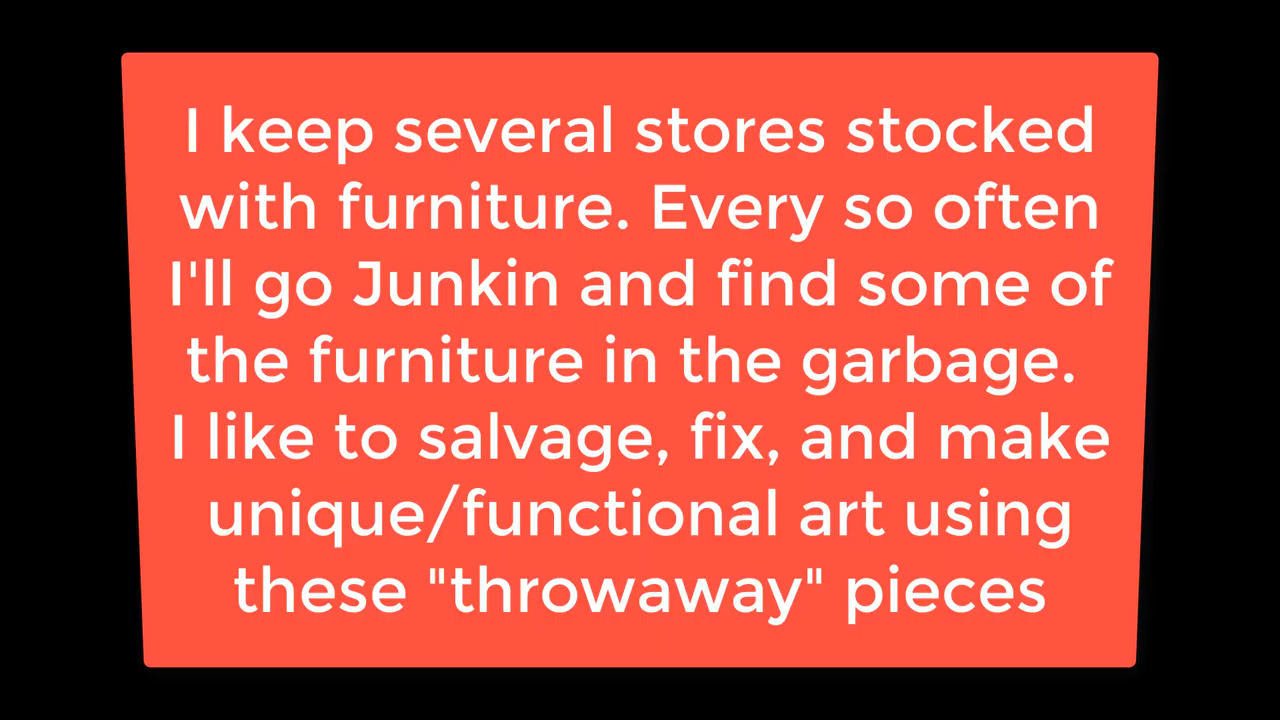 I keep several stores stocked
with furniture. Every so often
I'll go Junkin and find some of
the furniture in the garbage.
I like to salvage, fix, and make
unique/functional art using
these "throwaway" pieces